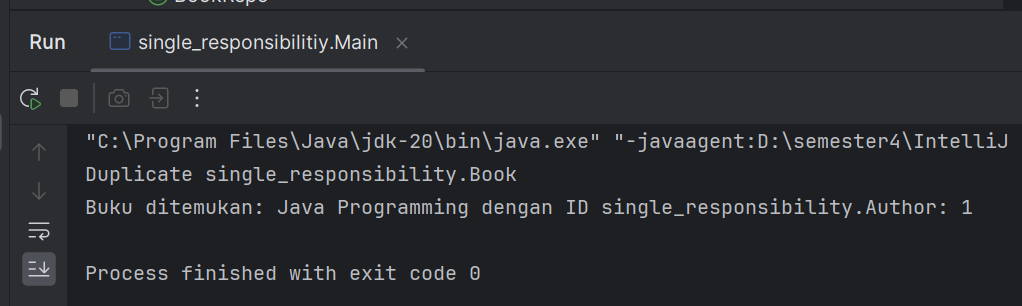 BookRepo
Run single_responsibilitiy.Main
"C:\Program Files\Java\jdk-20\bin\java.exe" "-javaagent:D:\semester4\IntelliJ
Duplicate single_responsibility.Book
Buku ditemukan: Java Programming dengan ID single_responsibility.Author: 1
Process finished with exit code 0